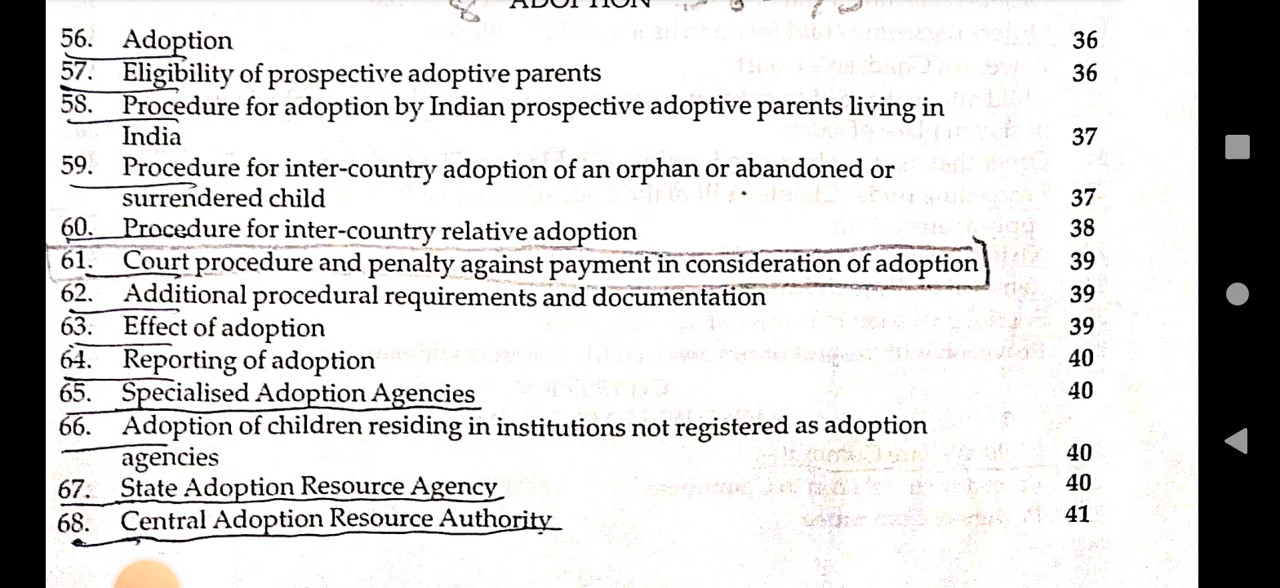 ADOPTION
56. Adoption 36
57. Eligibility of prospective adoptive parents 36
58. Procedure for adoption by Indian prospective adoptive parents living in
India 37
59. Procedure for inter-country adoption of an orphan or abandoned or
surrendered child 37
60. Procedure for inter-country relative adoption 38
61. Court procedure and penalty against payment in consideration of adoption 39
62. Additional procedural requirements and documentation 39
63. Effect of adoption 39
64. Reporting of adoption 40
65. Specialised Adoption Agencies 40
66. Adoption of children residing in institutions not registered as adoption
agencies 40
67. State Adoption Resource Agency 40
68. Central Adoption Resource Authority 41